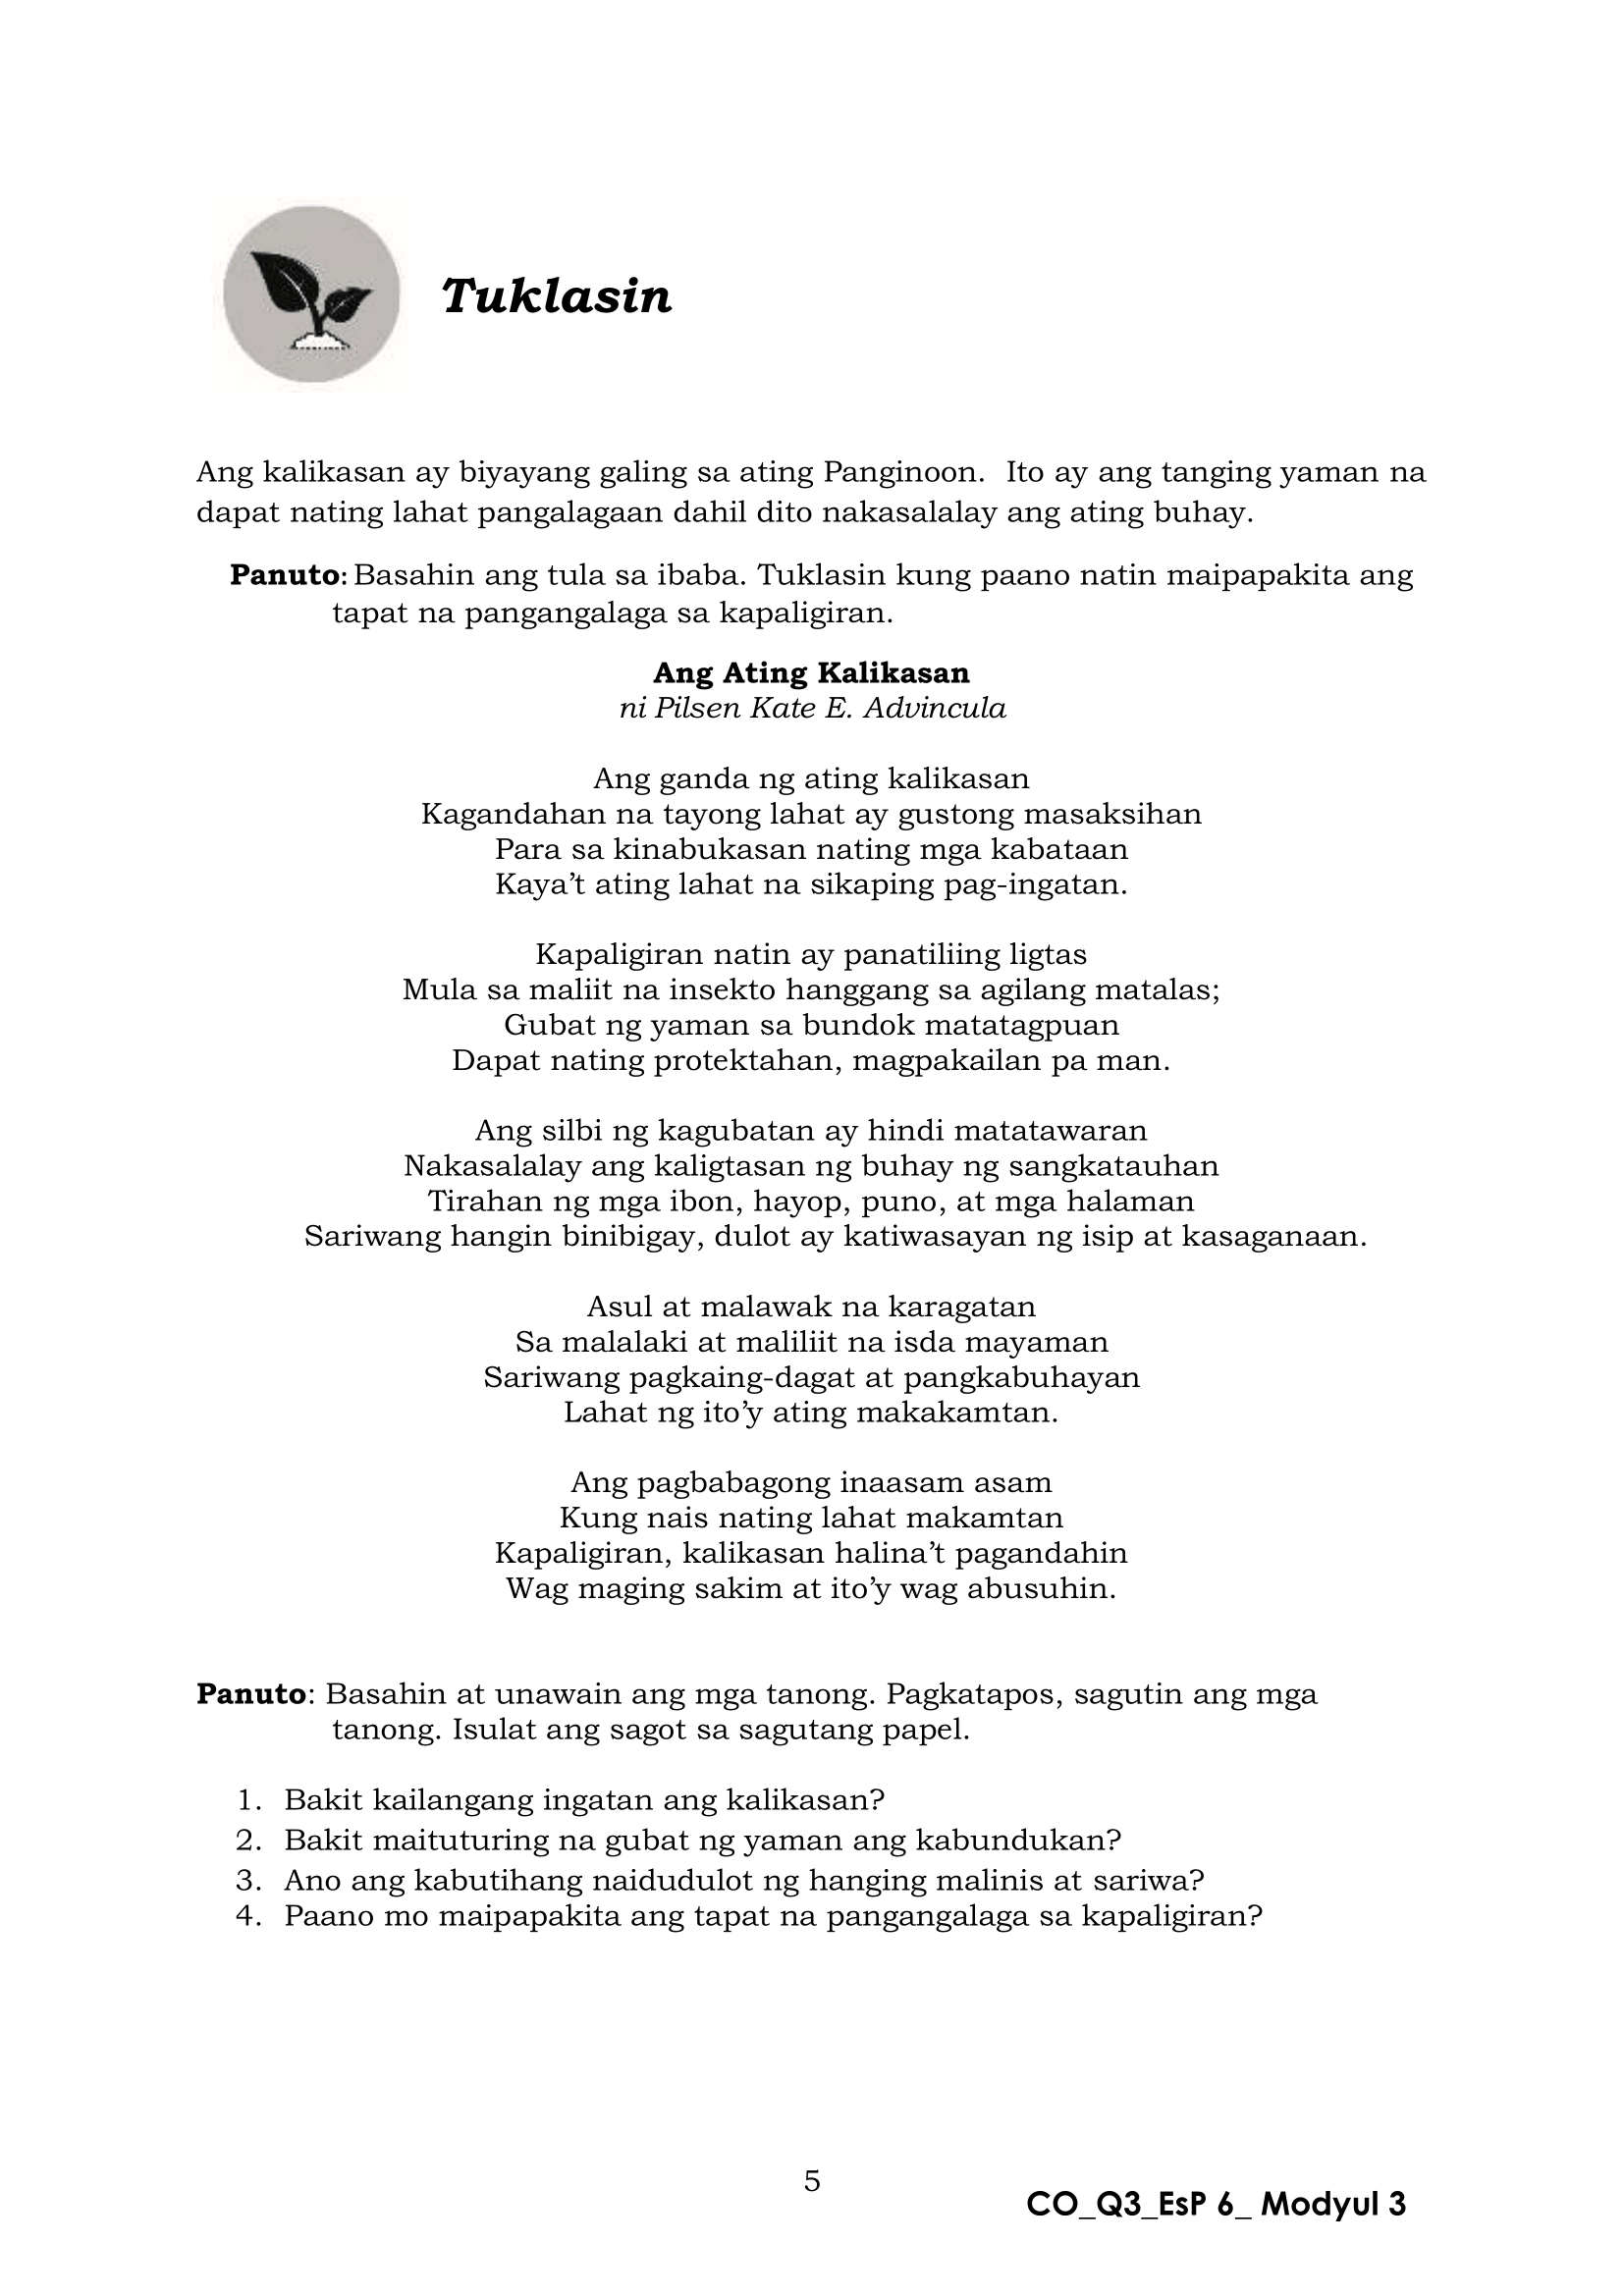 Tuklasin
Ang kalikasan ay biyayang galing sa ating Panginoon.  Ito ay ang tanging yaman na
dapat nating lahat pangalagaan dahil dito nakasalalay ang ating buhay.
Panuto: Basahin ang tula sa ibaba. Tuklasin kung paano natin maipapakita ang
tapat na pangangalaga sa kapaligiran.
Ang Ating Kalikasan
ni Pilsen Kate E. Advincula
Ang ganda ng ating kalikasan
Kagandahan na tayong lahat ay gustong masaksihan
Para sa kinabukasan nating mga kabataan
Kaya’t ating lahat na sikaping pag-ingatan.
Kapaligiran natin ay panatiliing ligtas
Mula sa maliit na insekto hanggang sa agilang matalas;
Gubat ng yaman sa bundok matatagpuan
Dapat nating protektahan, magpakailan pa man.
Ang silbi ng kagubatan ay hindi matatawaran
Nakasalalay ang kaligtasan ng buhay ng sangkatauhan
Tirahan ng mga ibon, hayop, puno, at mga halaman
Sariwang hangin binibigay, dulot ay katiwasayan ng isip at kasaganaan.
Asul at malawak na karagatan
Sa malalaki at maliliit na isda mayaman
Sariwang pagkaing-dagat at pangkabuhayan
Lahat ng ito’y ating makakamtan.
Ang pagbabagong inaasam asam
Kung nais nating lahat makamtan
Kapaligiran, kalikasan halina’t pagandahin
Wag maging sakim at ito’y wag abusuhin.
Panuto: Basahin at unawain ang mga tanong. Pagkatapos, sagutin ang mga
tanong. Isulat ang sagot sa sagutang papel.
1. Bakit kailangang ingatan ang kalikasan?
2. Bakit maituturing na gubat ng yaman ang kabundukan?
3. Ano ang kabutihang naidudulot ng hanging malinis at sariwa?
4. Paano mo maipapakita ang tapat na pangangalaga sa kapaligiran?
5
CO_Q3_EsP 6_ Modyul 3